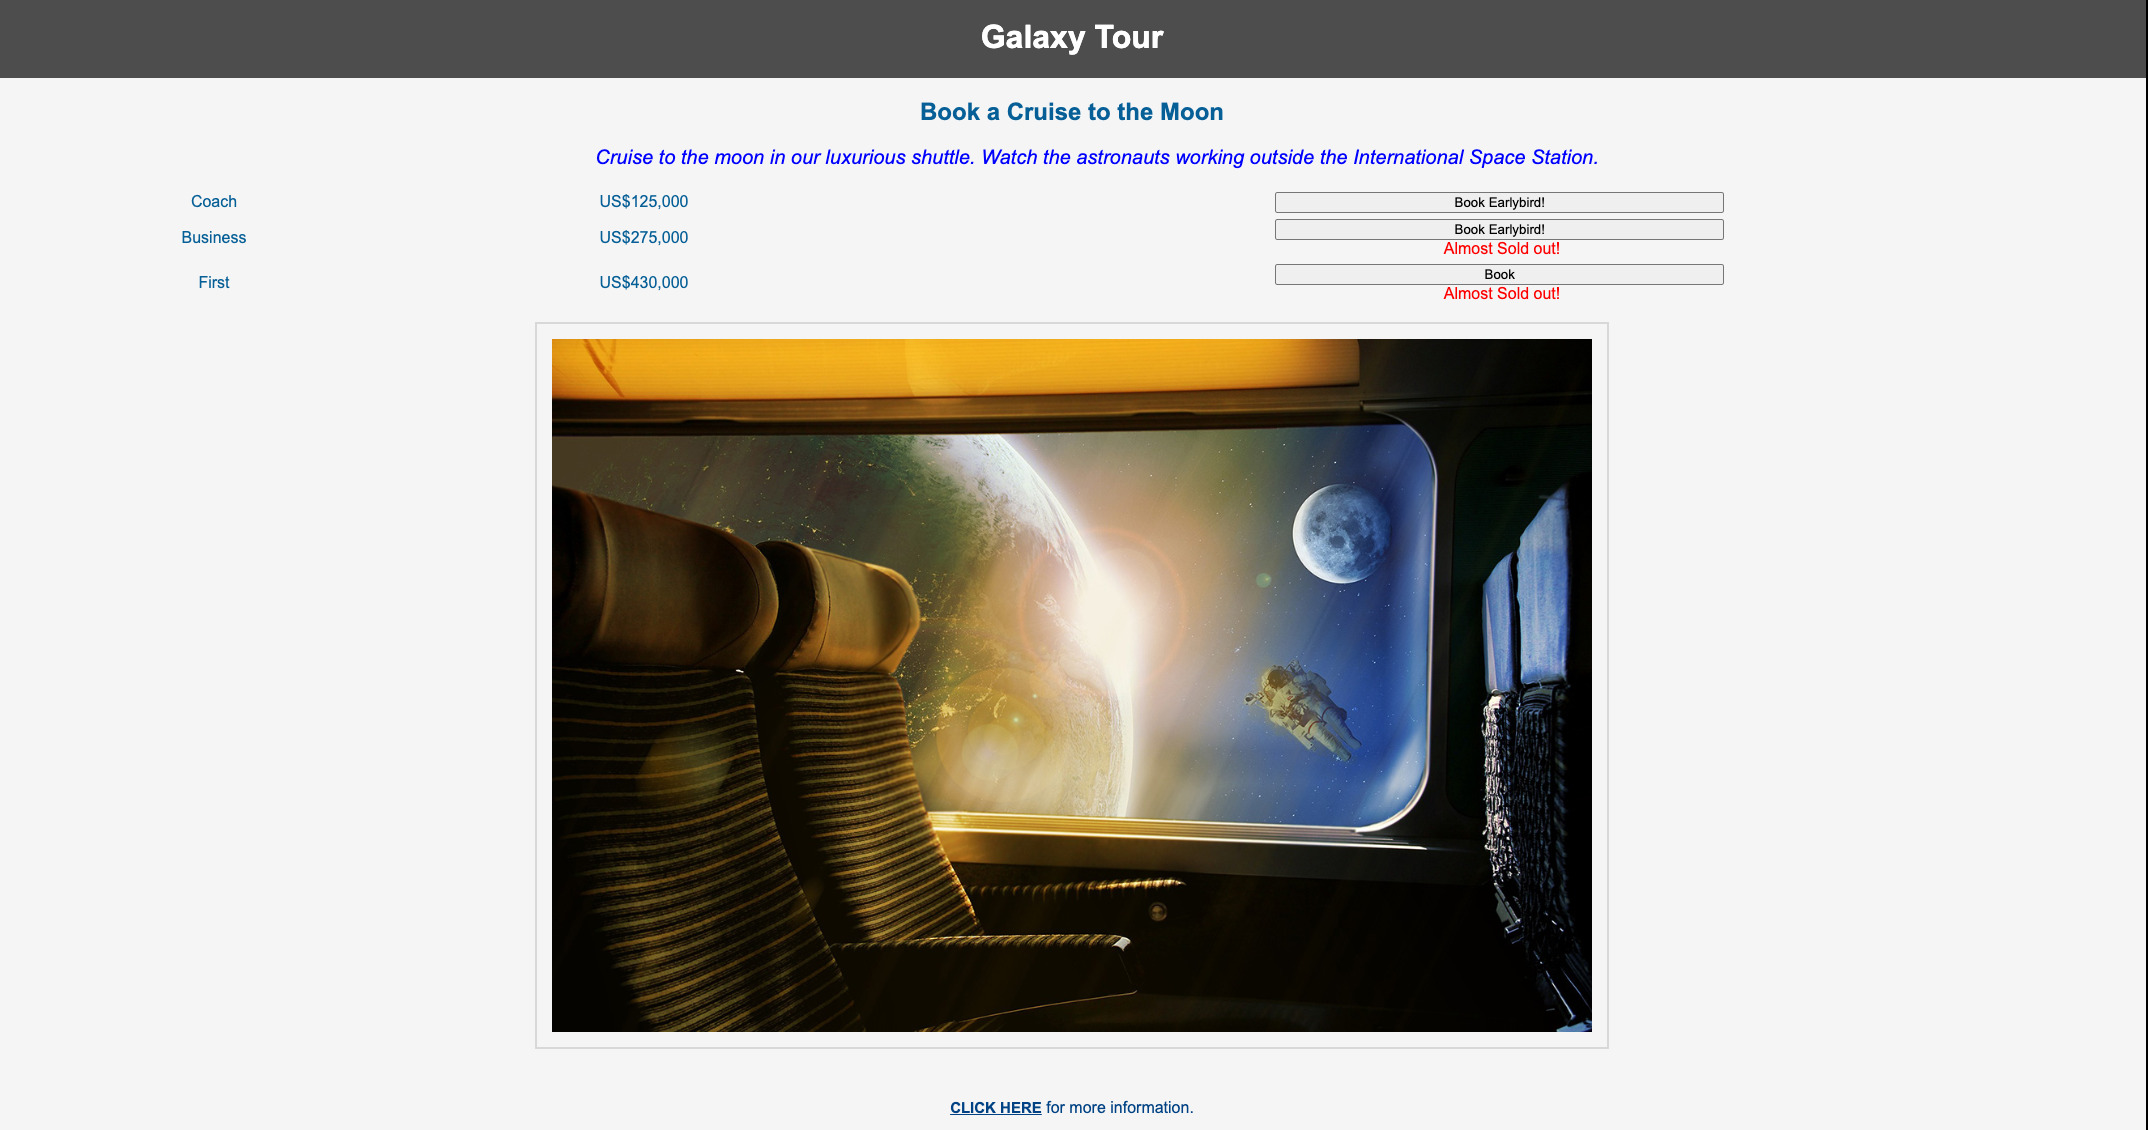 Galaxy Tour
Book a Cruise to the Moon
Cruise to the moon in our luxurious shuttle. Watch the astronauts working outside the International Space Station.
Coach US$125,000 Book Earlybird!
Business US$275,000 Book Earlybird!
Almost Sold out!
First US$430,000 Book
Almost Sold out!
CLICK HERE for more information.